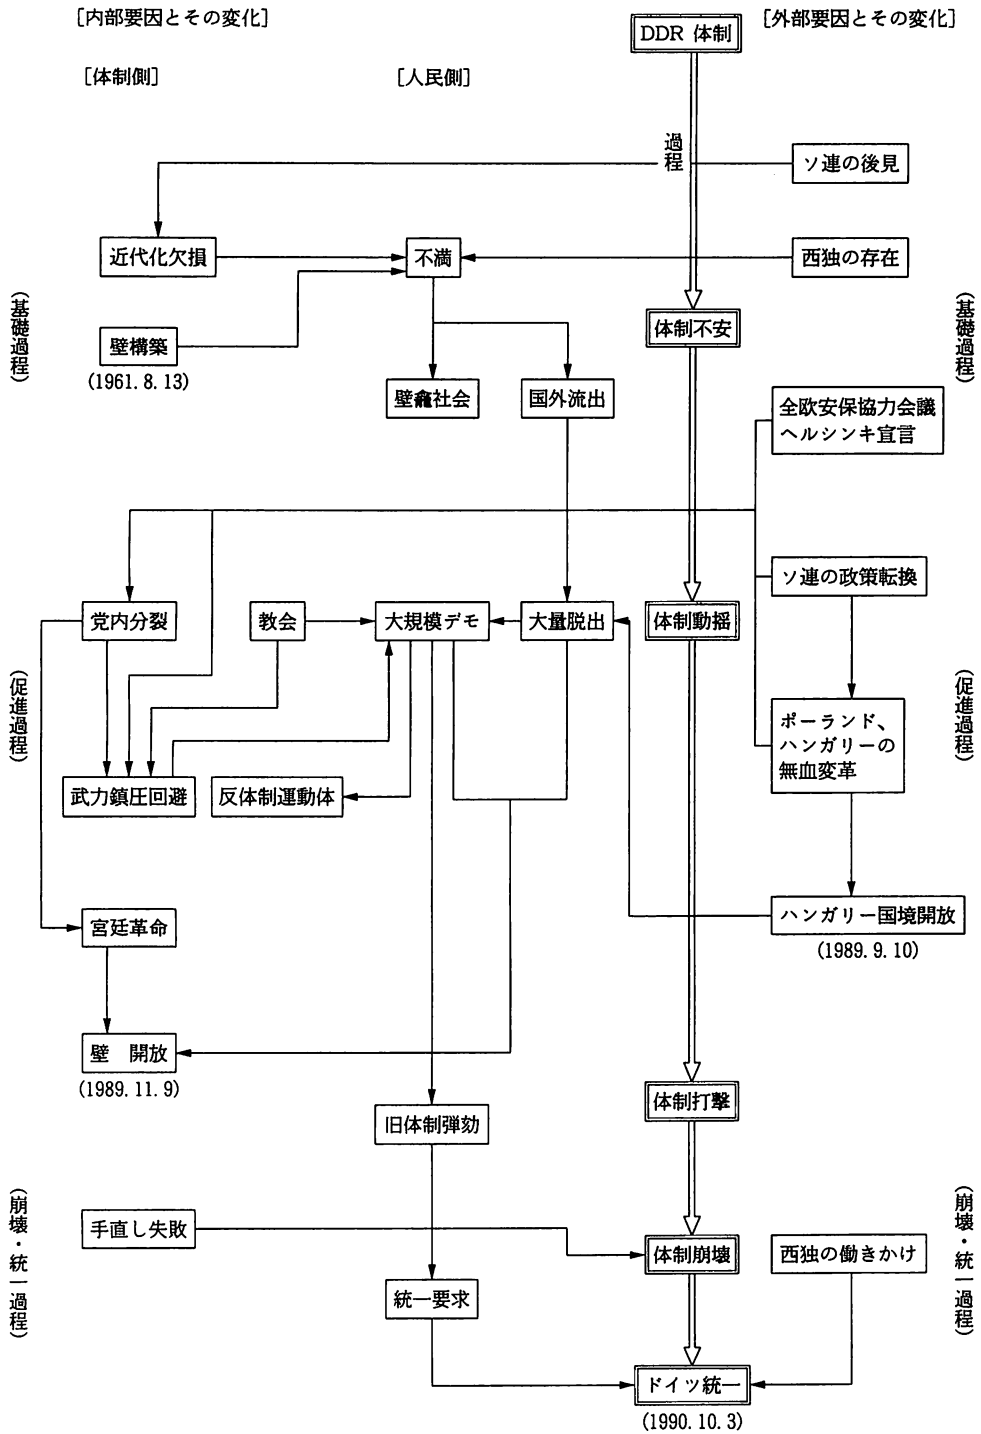 ［内部要因とその変化］
DDR 体制
［外部要因とその変化］
［体制側］
［人民側］
過程
ソ連の後見
近代化欠損
不満
西独の存在
（基礎過程）
体制不安
（基礎過程）
壁構築
(1961. 8. 13)
壁龕社会
国外流出
全欧安保協力会議
ヘルシンキ宣言
ソ連の政策転換
党内分裂
教会
大規模デモ
大量脱出
体制動揺
（促進過程）
（促進過程）
ポーランド、
ハンガリーの
無血変革
武力鎮圧回避
反体制運動体
宮廷革命
ハンガリー国境開放
(1989. 9. 10)
壁　開放
(1989. 11. 9)
体制打撃
旧体制弾劾
（崩壊・統一過程）
（崩壊・統一過程）
手直し失敗
体制崩壊
西独の働きかけ
統一要求
ドイツ統一
(1990. 10. 3)